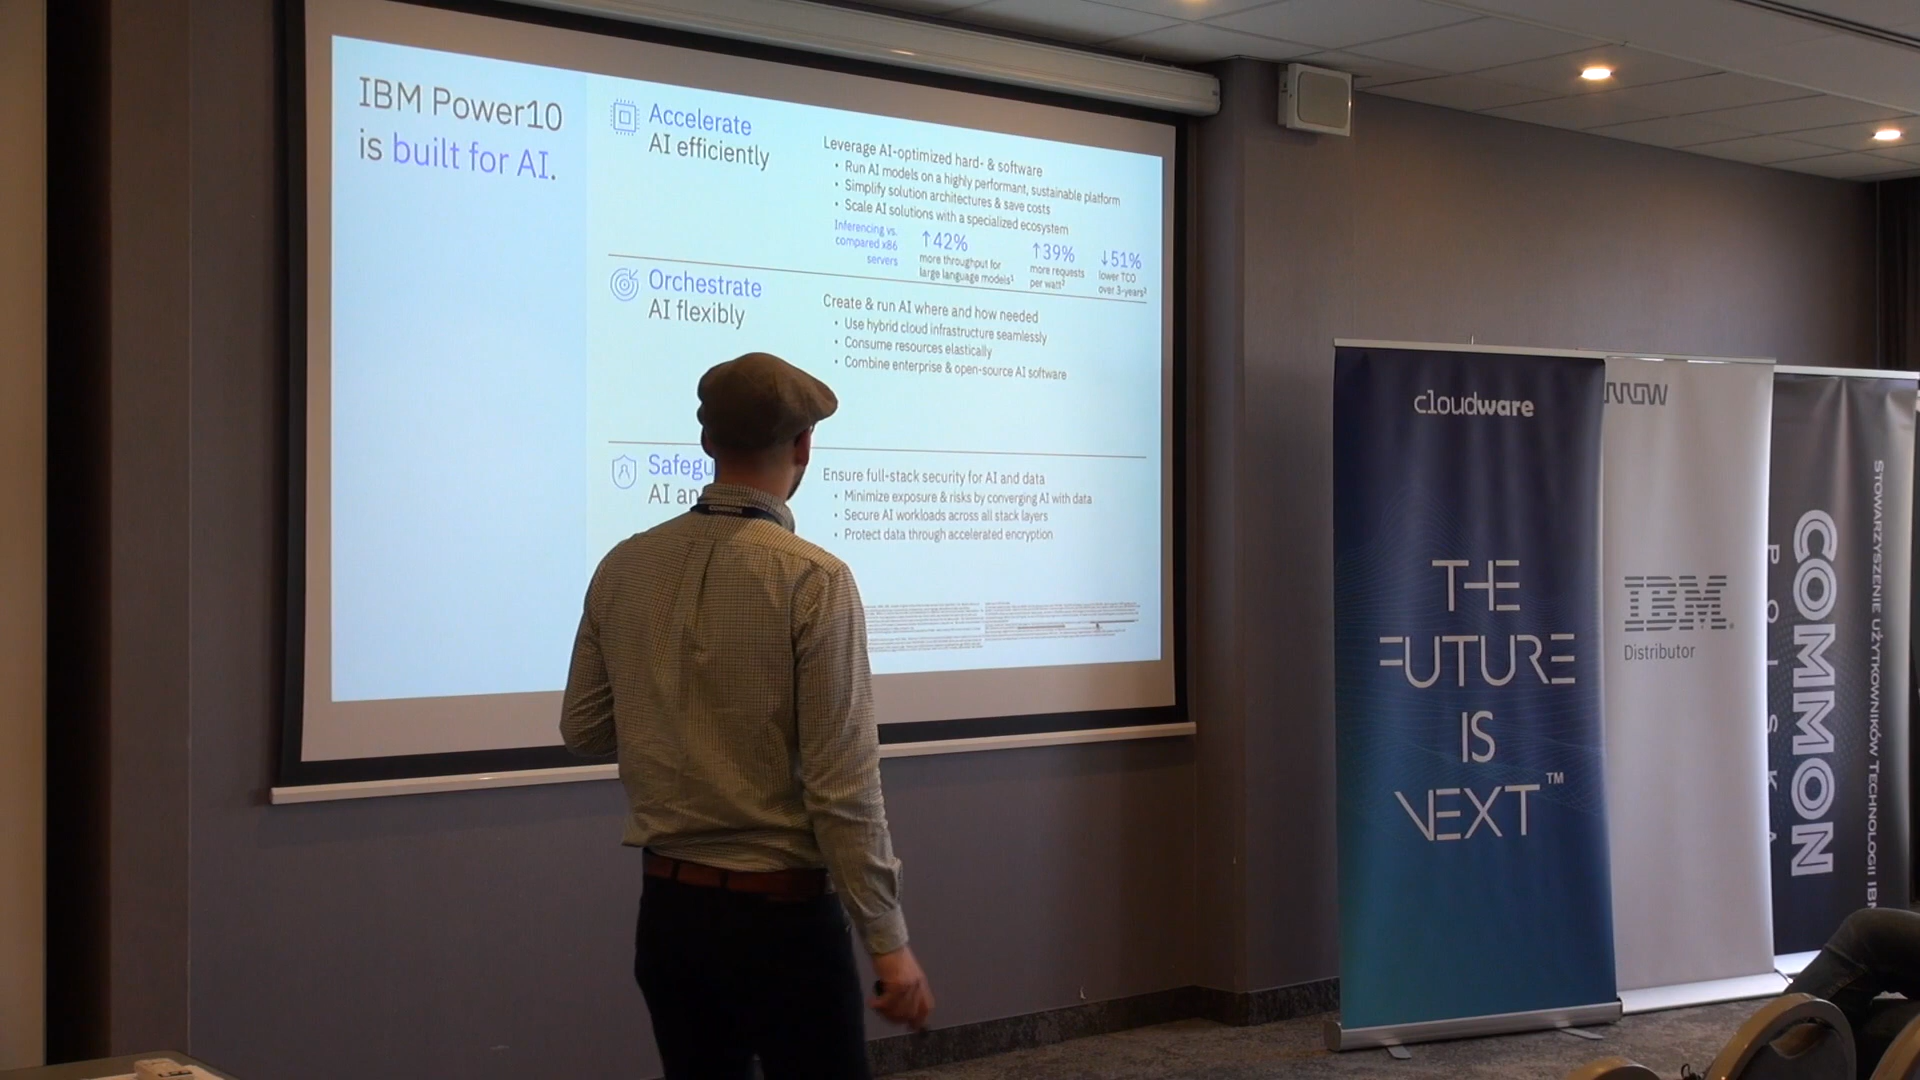 IBM Power10
is built for AI.
Accelerate
AI efficiently
Leverage AI-optimized hard- & software
• Run AI models on a highly performant, sustainable platform
• Simplify solution architectures & save costs
• Scale AI solutions with a specialized ecosystem
Inferencing vs.
compared x86
servers
↑42%
more throughput for
large language models¹
↑39%
more requests
per watt²
↓51%
lower TCO
over 3-years²
Orchestrate
AI flexibly
Create & run AI where and how needed
• Use hybrid cloud infrastructure seamlessly
• Consume resources elastically
• Combine enterprise & open-source AI software
Safegu
AI an
Ensure full-stack security for AI and data
• Minimize exposure & risks by converging AI with data
• Secure AI workloads across all stack layers
• Protect data through accelerated encryption
COMMON
cloudware
THE
FUTURE
IS
NEXT™
IBM
Distributor
COMMON
POLSKA
STOWARZYSZENIE UŻYTKOWNIKÓW TECHNOLOGII IBM